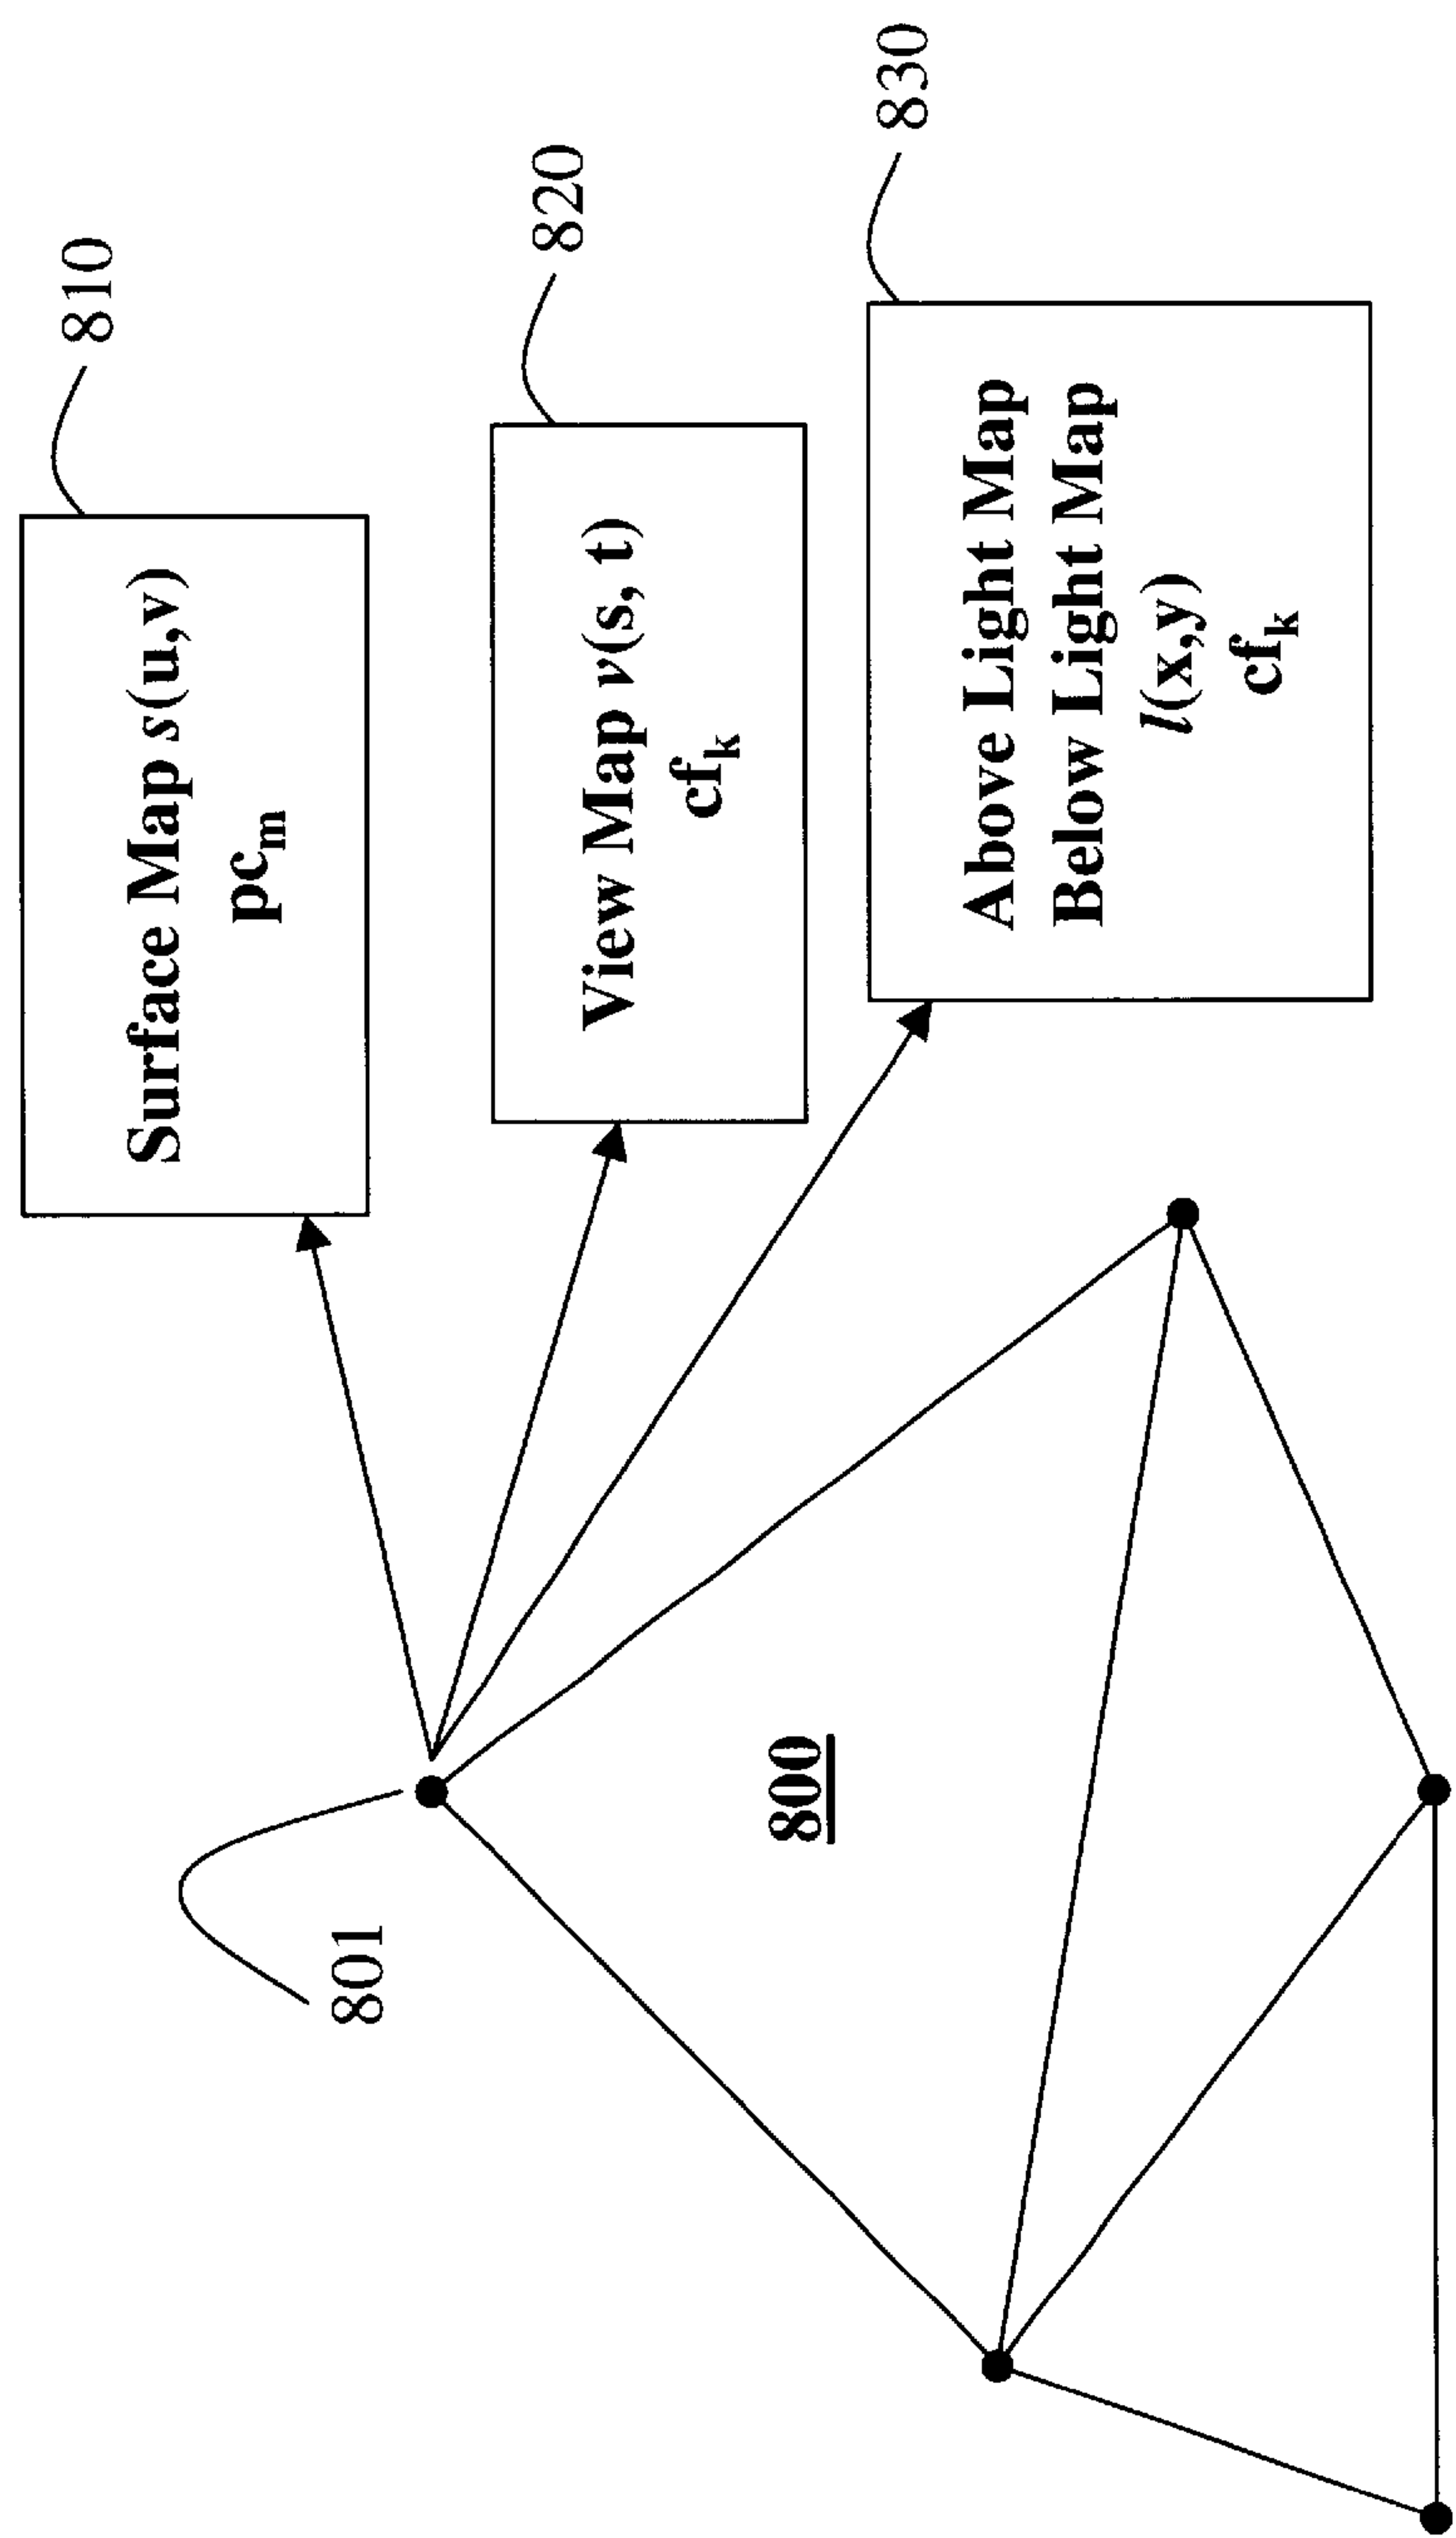 810
Surface Map s(u,v)
pcm
820
View Map v(s, t)
cfk
830
Above Light Map
Below Light Map
l(x,y)
cfk
801
800